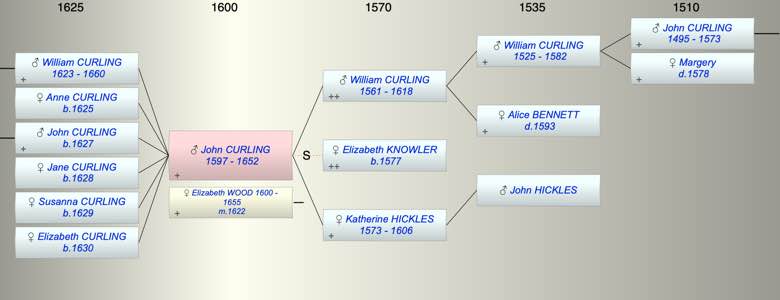 1625 1600 1570 1535 1510
♂ William CURLING
1623 - 1660
+
♀ Anne CURLING
b.1625
♂ John CURLING
b.1627
+
♀ Jane CURLING
b.1628
♀ Susanna CURLING
b.1629
♀ Elizabeth CURLING
b.1630
♂ John CURLING
1597 - 1652
+
♀ Elizabeth WOOD 1600 -
1655
m.1622
+
S
♂ William CURLING
1561 - 1618
++
♀ Elizabeth KNOWLER
b.1577
++
♀ Katherine HICKLES
1573 - 1606
+
♂ William CURLING
1525 - 1582
+
♀ Alice BENNETT
d.1593
+
♂ John HICKLES
♂ John CURLING
1495 - 1573
+
♀ Margery
d.1578
+